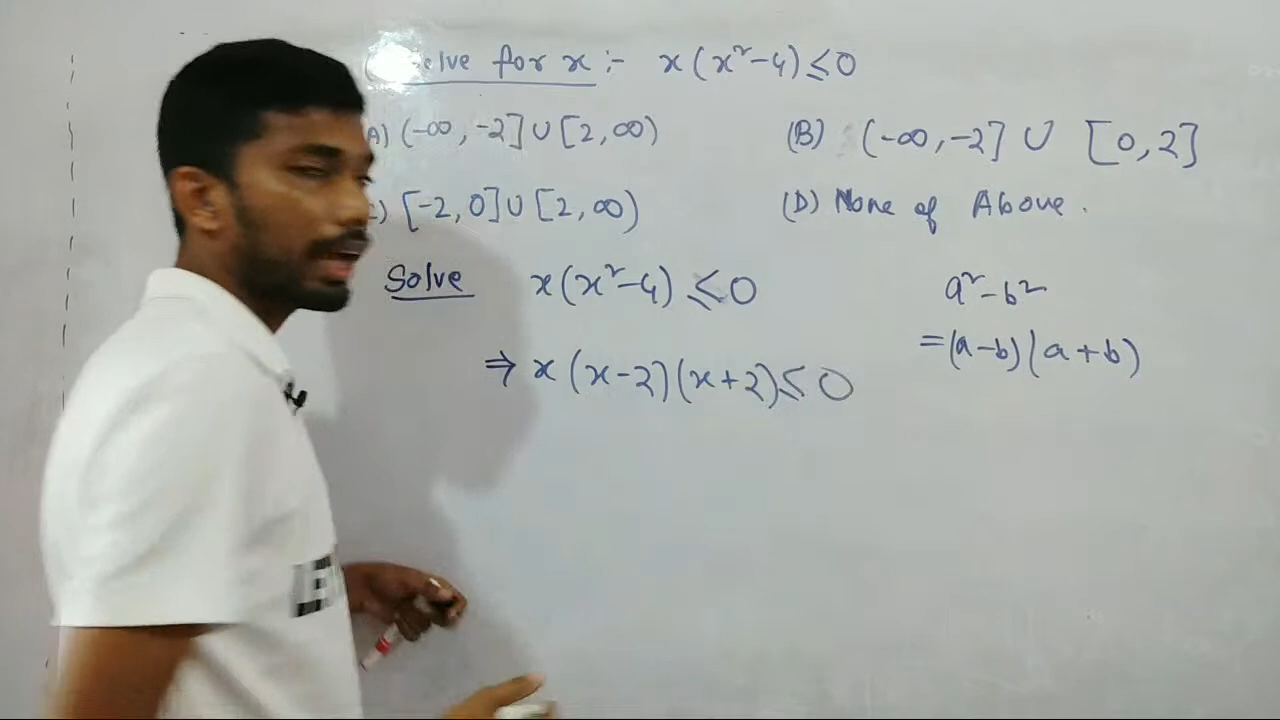 for x :- x(x²-4)≤0
(-∞, -2] ∪ [2, ∞) (B) (-∞, -2] ∪ [0, 2]
[-2, 0] ∪ [2, ∞) (D) None of Above.
Solve x(x²-4) ≤0 a²-b²
⇒ x(x-2)(x+2)≤0 =(a-b)(a+b)